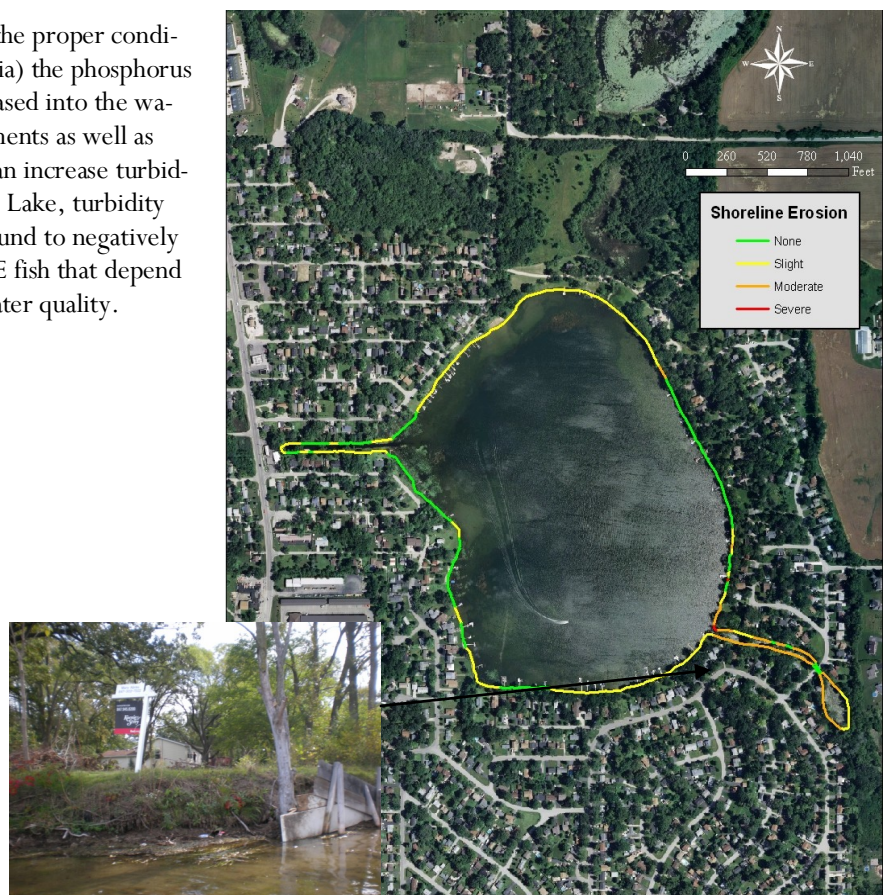 the proper condi-
ia) the phosphorus
ased into the wa-
nents as well as
an increase turbid-
Lake, turbidity
und to negatively
E fish that depend
ater quality.
N
W E
S
0 260 520 780 1,040
Feet
Shoreline Erosion
None
Slight
Moderate
Severe